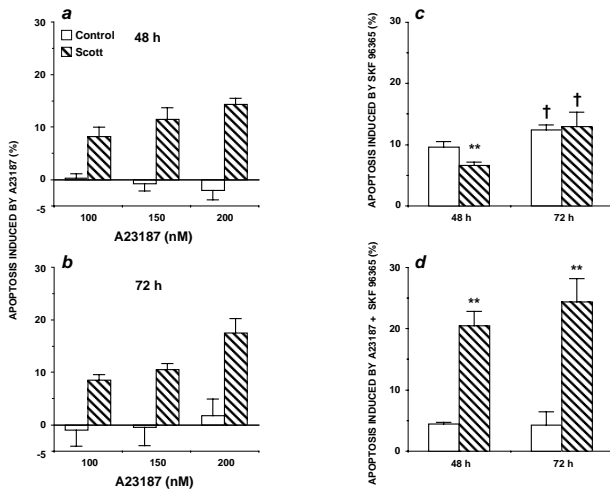 a
Control
Scott
48 h
APOPTOSIS INDUCED BY A23187 (%)
30
20
10
0
-5
100
150
200
A23187 (nM)
b
72 h
30
20
10
0
-5
100
150
200
A23187 (nM)
c
APOPTOSIS INDUCED BY SKF 96365 (%)
30
20
10
0
**
†
†
48 h
72 h
d
APOPTOSIS INDUCED BY A23187 + SKF 96365 (%)
30
20
10
0
**
**
48 h
72 h